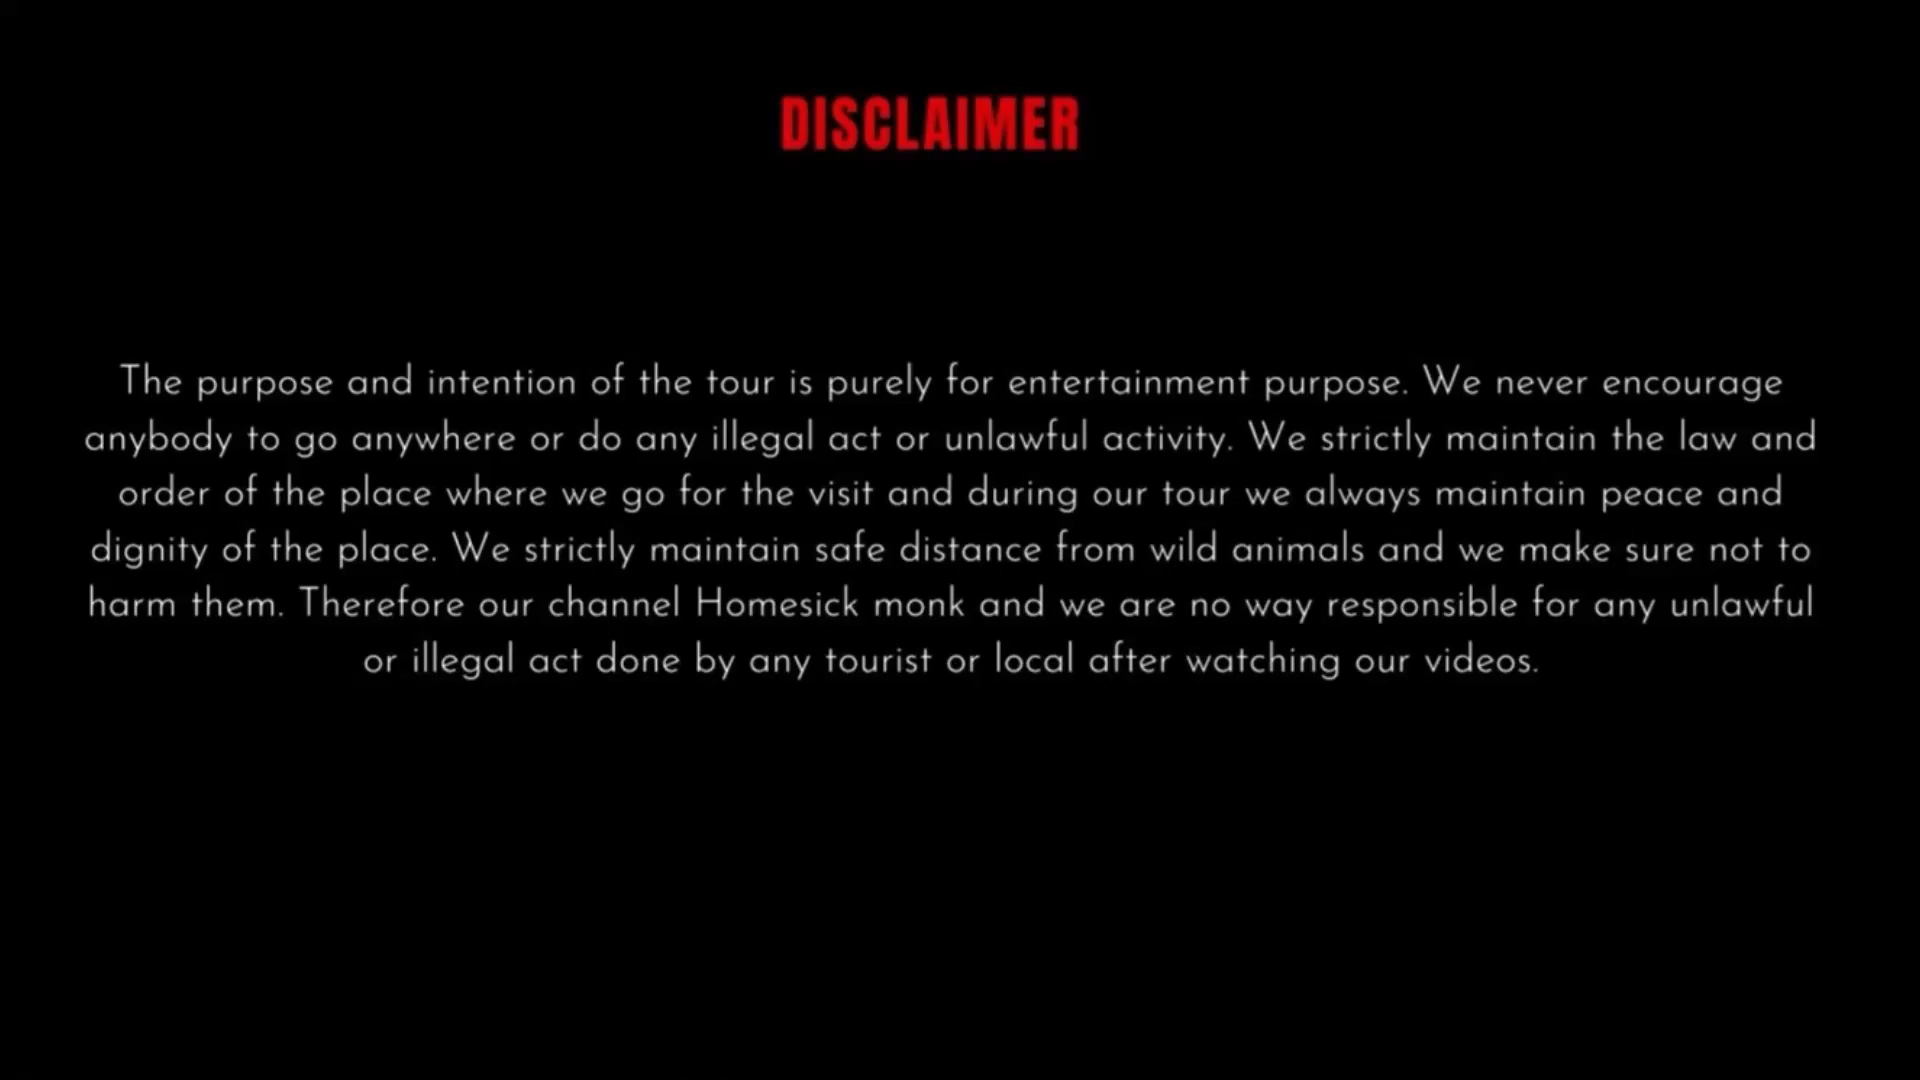 DISCLAIMER
The purpose and intention of the tour is purely for entertainment purpose. We never encourage
anybody to go anywhere or do any illegal act or unlawful activity. We strictly maintain the law and
order of the place where we go for the visit and during our tour we always maintain peace and
dignity of the place. We strictly maintain safe distance from wild animals and we make sure not to
harm them. Therefore our channel Homesick monk and we are no way responsible for any unlawful
or illegal act done by any tourist or local after watching our videos.